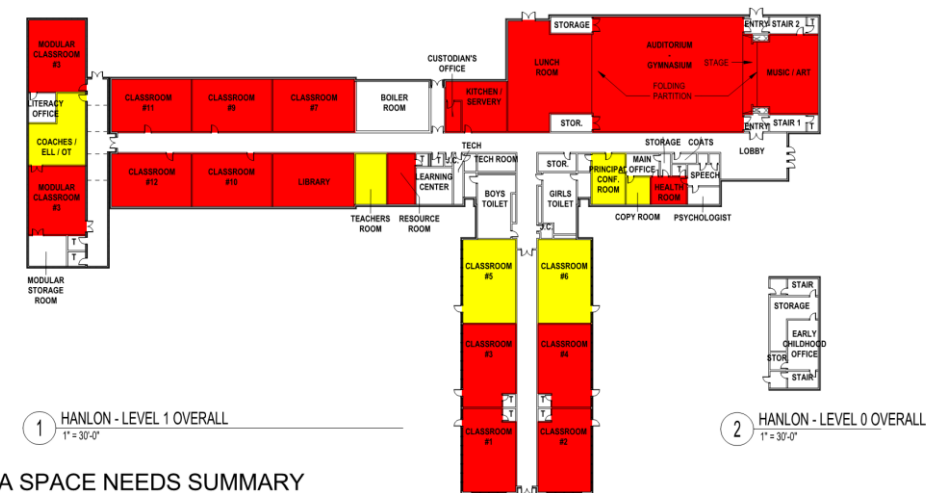 STORAGE
ENTRY
STAIR 2
T
MODULAR
CLASSROOM
#3
AUDITORIUM
-
GYMNASIUM
STAGE
LUNCH
ROOM
MUSIC / ART
FOLDING
PARTITION
CUSTODIAN'S
OFFICE
KITCHEN /
SERVERY
LITERACY
OFFICE
CLASSROOM
#11
CLASSROOM
#9
CLASSROOM
#7
BOILER
ROOM
STOR.
ENTRY
STAIR 1
T
COACHES /
ELL / OT
TECH
STORAGE
COATS
LOBBY
CLASSROOM
#12
CLASSROOM
#10
LIBRARY
T
T
J.C.
LEARNING
CENTER
TECH ROOM
STOR.
PRINCIPAL
CONF.
ROOM
MAIN
OFFICE
T
SPEECH
HEALTH
ROOM
MODULAR
CLASSROOM
#3
BOYS
TOILET
GIRLS
TOILET
J.C.
TEACHERS
ROOM
RESOURCE
ROOM
COPY ROOM
PSYCHOLOGIST
T
T
MODULAR
STORAGE
ROOM
CLASSROOM
#5
CLASSROOM
#6
STAIR
STORAGE
EARLY
CHILDHOOD
OFFICE
STOR
STAIR
CLASSROOM
#3
CLASSROOM
#4
T
T
T
T
CLASSROOM
#1
CLASSROOM
#2
1 HANLON - LEVEL 1 OVERALL
1" = 30'-0"
2 HANLON - LEVEL 0 OVERALL
1" = 30'-0"
A SPACE NEEDS SUMMARY